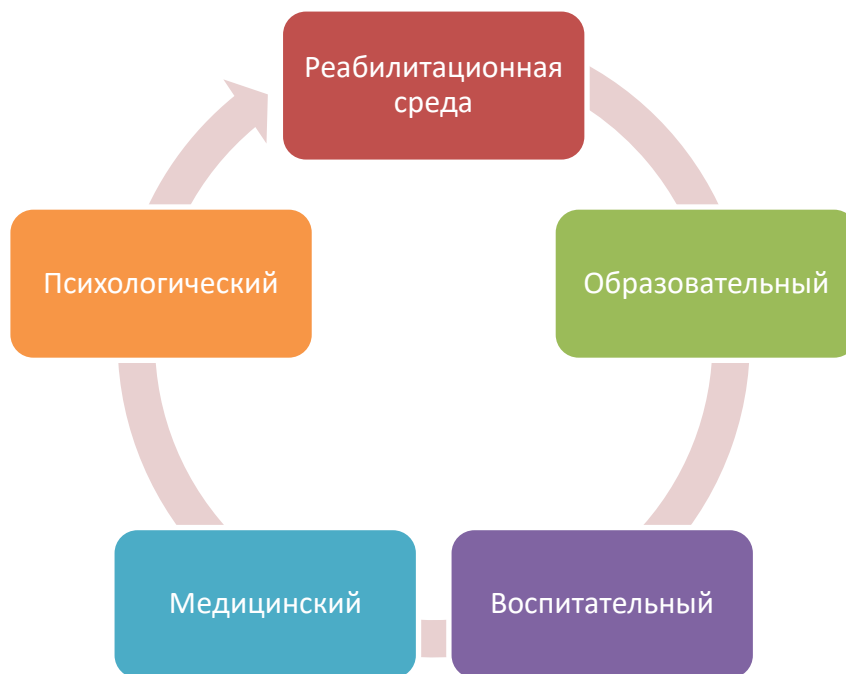 Реабилитационная
среда
Психологический
Образовательный
Медицинский
Воспитательный